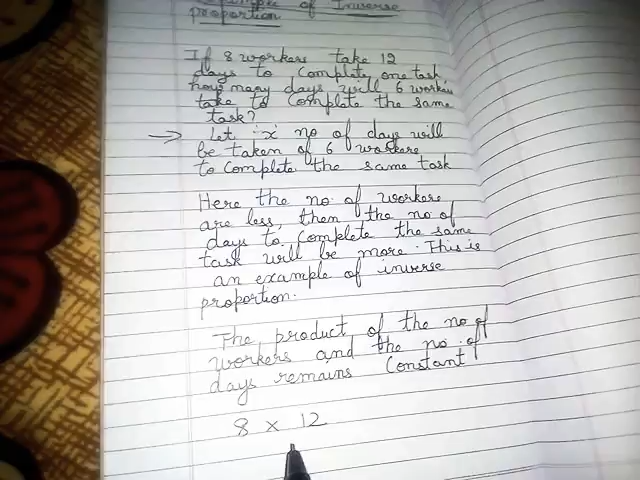 Example of Inverse
proportion
If 8 workers take 12
days to complete one task
how many days will 6 workers
take to complete the same
task?
→ Let 'x' no of days will
be taken of 6 workers
to complete the same task
Here the no. of workers
are less, then the no of
days to complete the same
task will be more. This is
an example of inverse
proportion.
The product of the no of
workers and the no. of
days remains constant
8 x 12